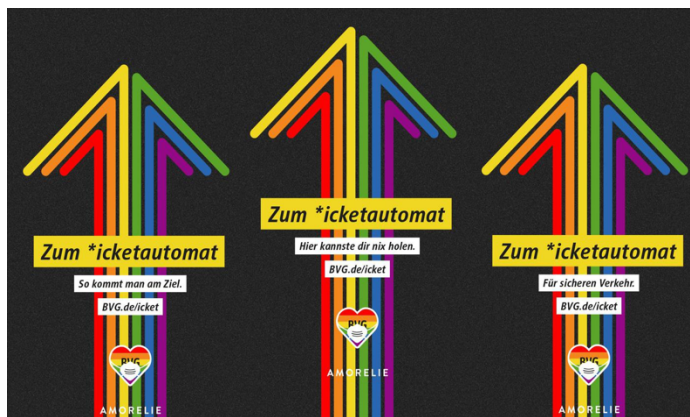 Zum *icketautomat
So kommt man am Ziel.
BVG.de/icket
BVG
AMORELIE
Zum *icketautomat
Hier kannste dir nix holen.
BVG.de/icket
BVG
AMORELIE
Zum *icketautomat
Für sicheren Verkehr.
BVG.de/icket
BVG
AMORELIE